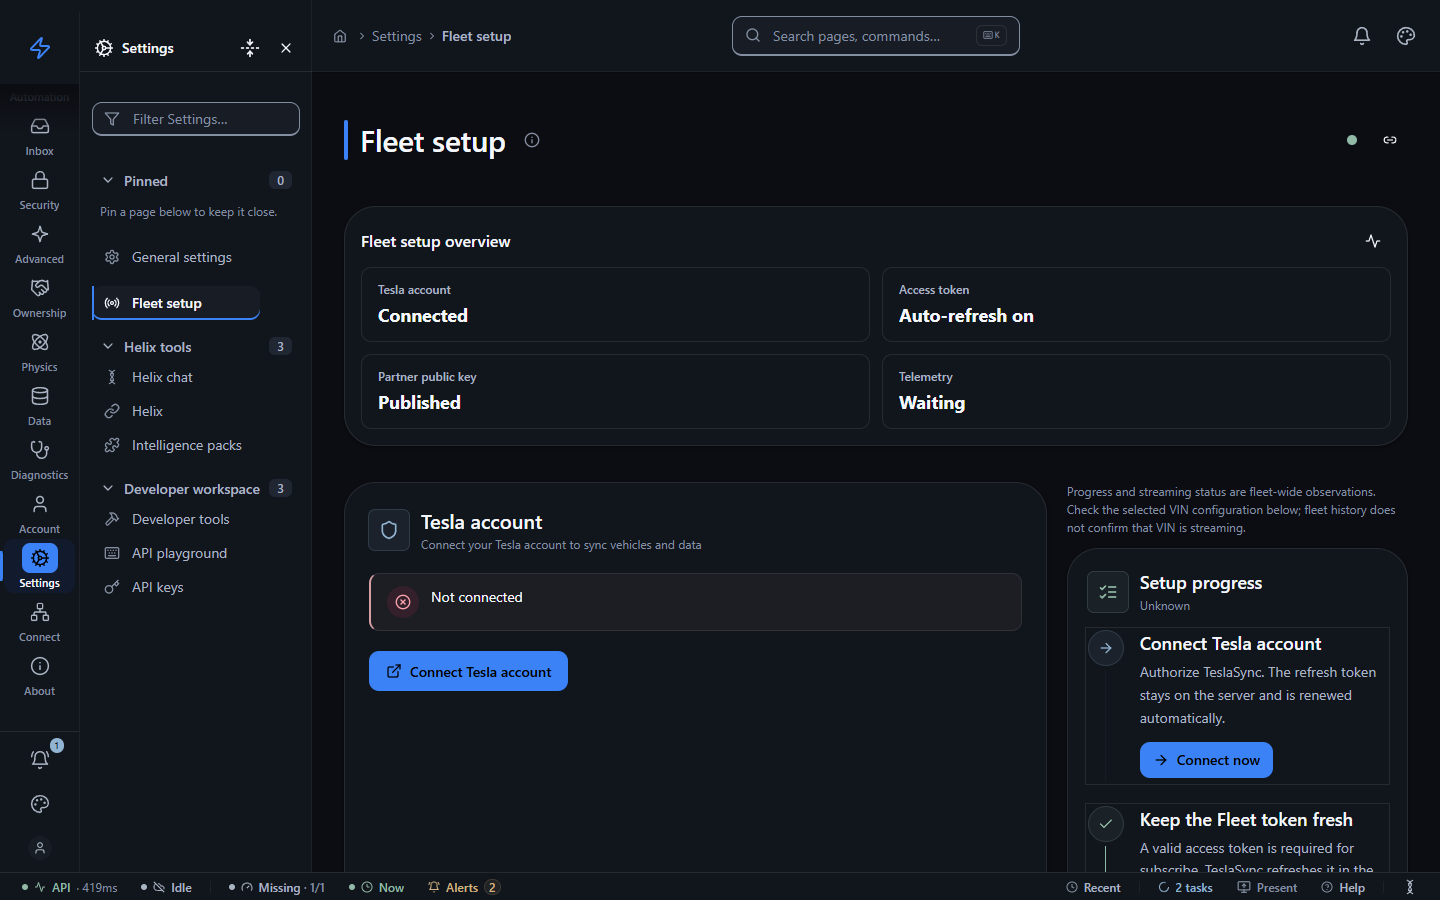 Settings
Settings
Fleet setup
Search pages, commands...
K
Automation
Inbox
Security
Advanced
Ownership
Physics
Data
Diagnostics
Account
Settings
Connect
About
1
Filter Settings...
Pinned
0
Pin a page below to keep it close.
General settings
Fleet setup
Helix tools
3
Helix chat
Helix
Intelligence packs
Developer workspace
3
Developer tools
API playground
API keys
Fleet setup
Fleet setup overview
Tesla account
Connected
Access token
Auto-refresh on
Partner public key
Published
Telemetry
Waiting
Tesla account
Connect your Tesla account to sync vehicles and data
Not connected
Connect Tesla account
Progress and streaming status are fleet-wide observations.
Check the selected VIN configuration below; fleet history does
not confirm that VIN is streaming.
Setup progress
Unknown
Connect Tesla account
Authorize TeslaSync. The refresh token
stays on the server and is renewed
automatically.
Connect now
Keep the Fleet token fresh
A valid access token is required for
subscribe. TeslaSync refreshes it in the
API · 419ms
Idle
Missing · 1/1
Now
Alerts 2
Recent
2 tasks
Present
Help